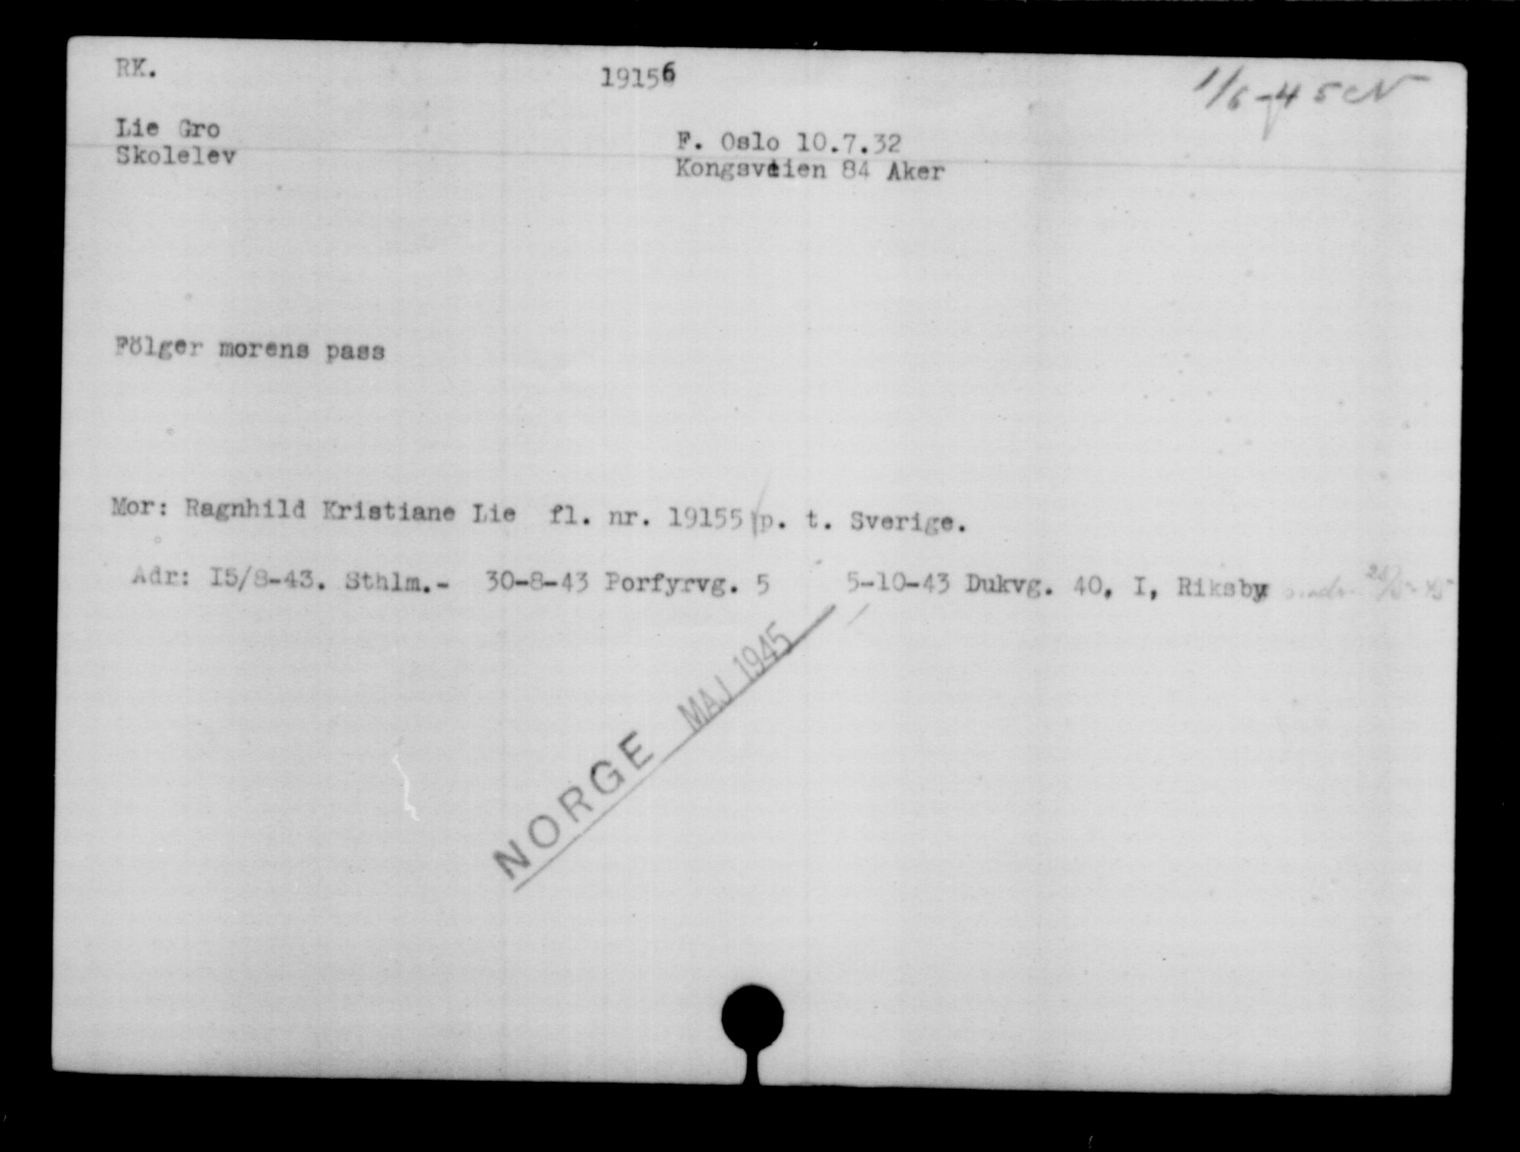 RK.
19156
1/6-45 N
Lie Gro
Skolelev
F. Oslo 10.7.32
Kongsveien 84 Aker
Fölger morens pass
Mor: Ragnhild Kristiane Lie fl. nr. 19155 p. t. Sverige.
Adr: 15/8-43. Sthlm.- 30-8-43 Porfyrvg. 5 5-10-43 Dukvg. 40, I, Riksby
NORGE MAJ 1945